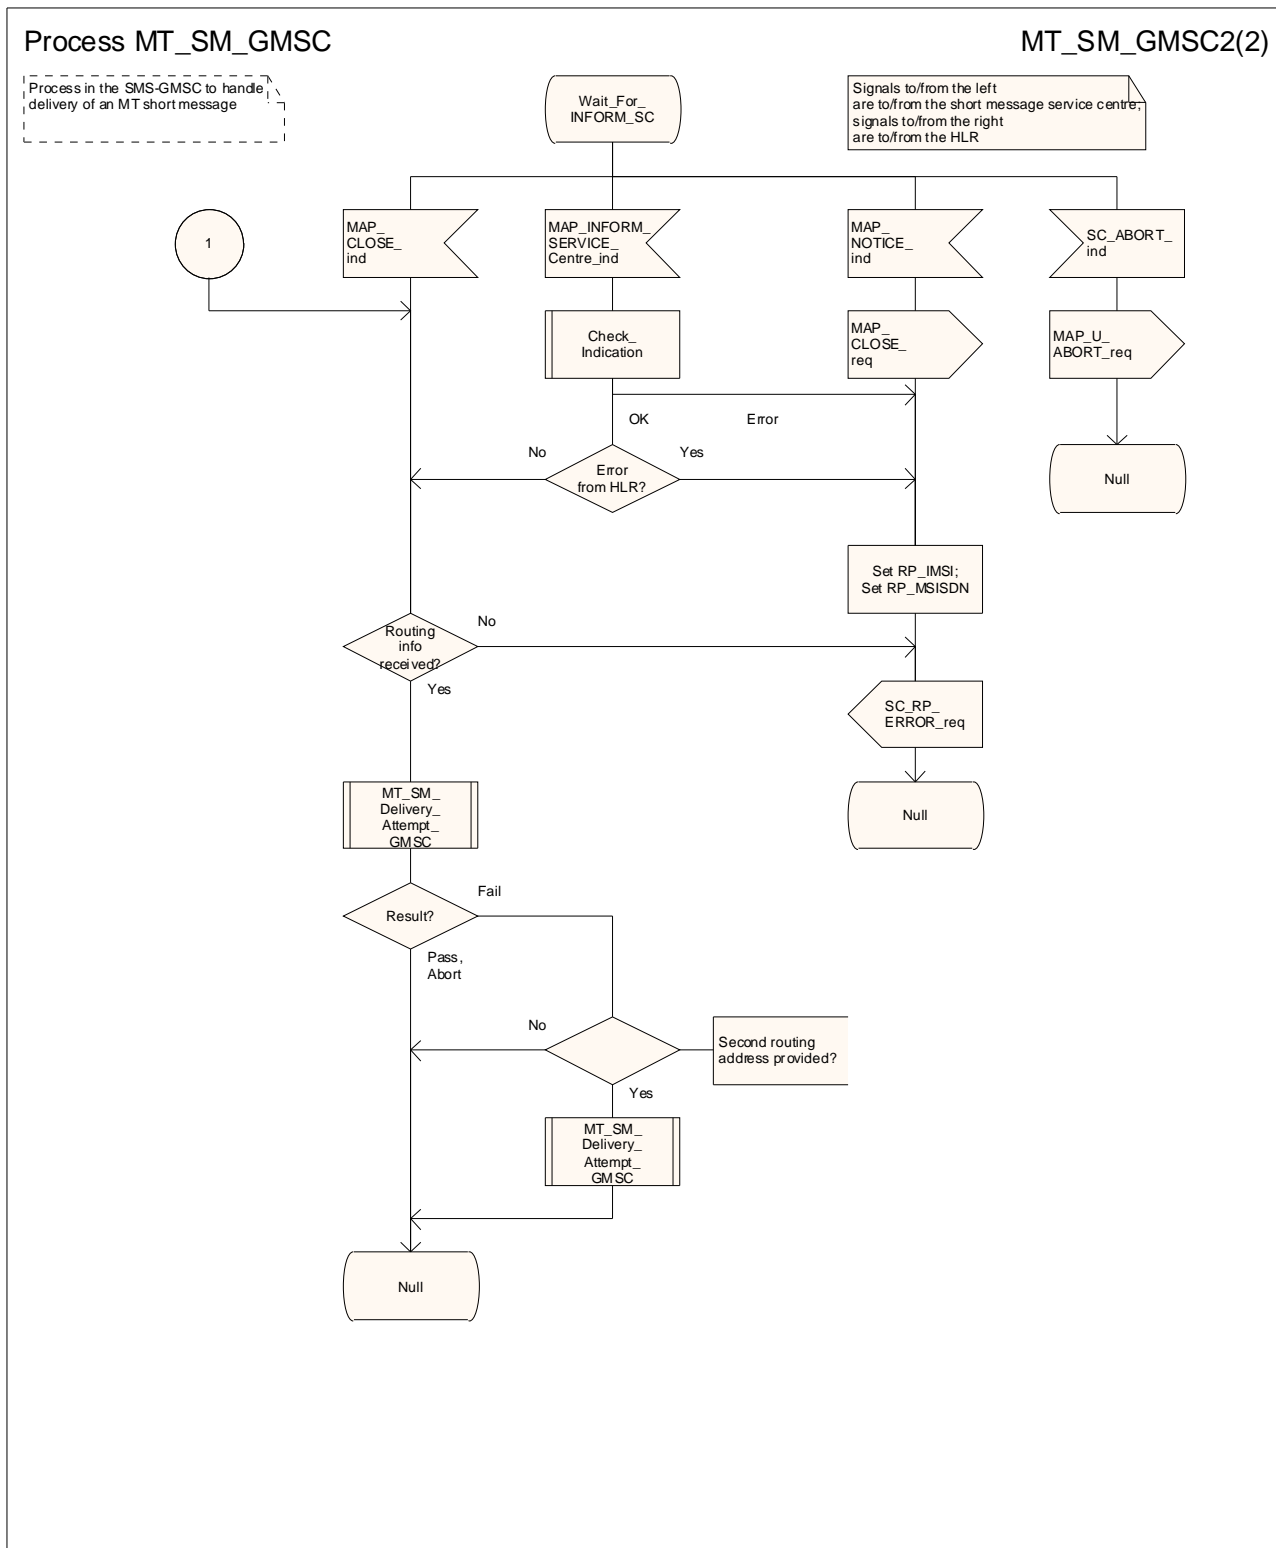 Process MT_SM_GMSC
MT_SM_GMSC2(2)
Process in the SMS-GMSC to handle
delivery of an MT short message
Wait_For_
INFORM_SC
Signals to/from the left
are to/from the short message service centre;
signals to/from the right
are to/from the HLR
1
MAP_
CLOSE_
ind
MAP_INFORM_
SERVICE_
Centre_ind
MAP_
NOTICE_
ind
SC_ABORT_
ind
Check_
Indication
MAP_
CLOSE_
req
MAP_U_
ABORT_req
OK
Error
No
Yes
Error
from HLR?
Null
Set RP_IMSI;
Set RP_MSISDN
Routing
info
received?
No
Yes
SC_RP_
ERROR_req
MT_SM_
Delivery_
Attempt_
GMSC
Null
Result?
Fail
Pass,
Abort
No
Second routing
address provided?
Yes
MT_SM_
Delivery_
Attempt_
GMSC
Null